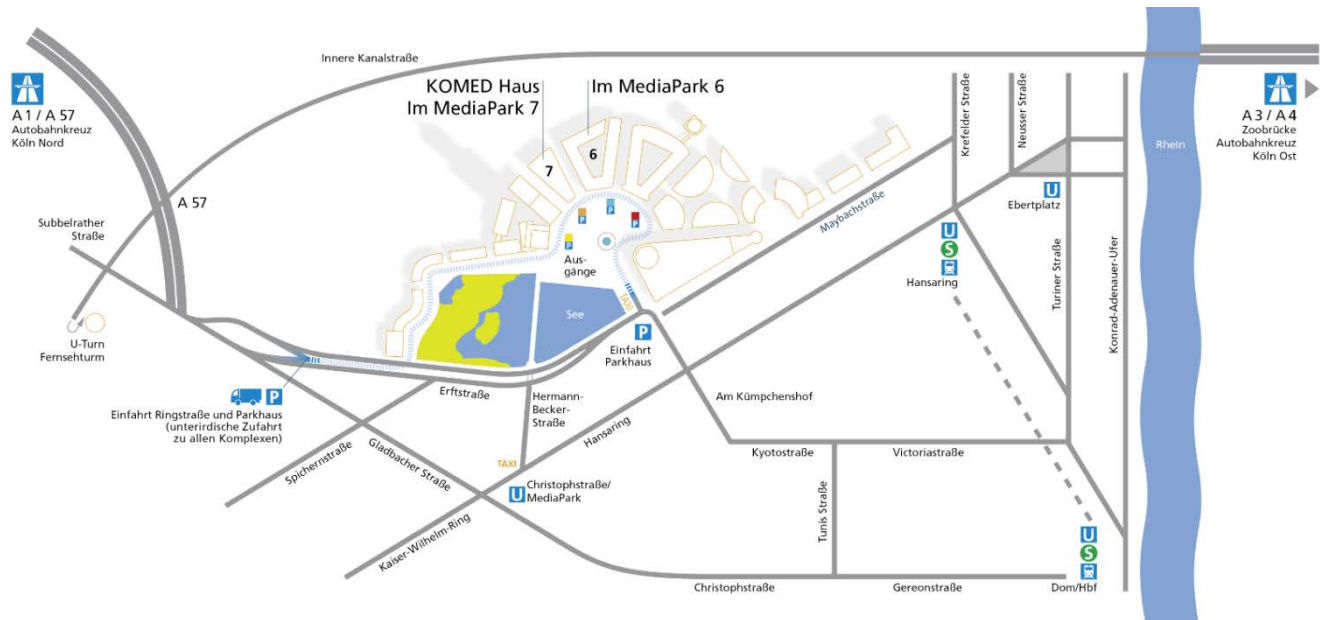 Innere Kanalstraße
KOMED Haus
Im MediaPark 7
Im MediaPark 6
A 1 / A 57
Autobahnkreuz
Köln Nord
A 57
Subbelrather
Straße
U-Turn
Fernsehturm
7
6
P
P
P
P
Aus-
gänge
TAXI
See
P
Einfahrt
Parkhaus
Maybachstraße
Krefelder Straße
Neusser Straße
U
Ebertplatz
U
S
Hansaring
Turiner Straße
Konrad-Adenauer-Ufer
Rhein
A 3 / A 4
Zoobrücke
Autobahnkreuz
Köln Ost
P
Einfahrt Ringstraße und Parkhaus
(unterirdische Zufahrt
zu allen Komplexen)
Erftstraße
Hermann-
Becker-
Straße
Hansaring
Am Kümpchenshof
Spichernstraße
Gladbacher Straße
TAXI
U
Christophstraße/
MediaPark
Kaiser-Wilhelm-Ring
Kyotostraße
Victoriastraße
Tunis Straße
Christophstraße
Gereonstraße
U
S
Dom/Hbf